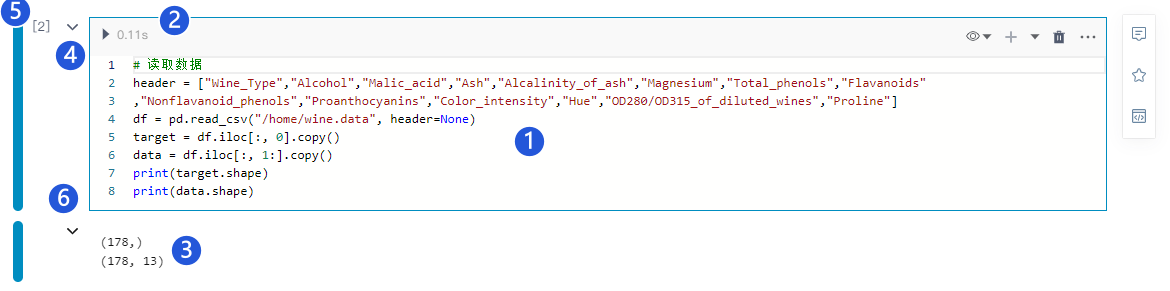 5
[2]
2
0.11s
4
1 # 读取数据
2 header = ["Wine_Type","Alcohol","Malic_acid","Ash","Alcalinity_of_ash","Magnesium","Total_phenols","Flavanoids"
3 ,"Nonflavanoid_phenols","Proanthocyanins","Color_intensity","Hue","OD280/OD315_of_diluted_wines","Proline"]
4 df = pd.read_csv("/home/wine.data", header=None)
5 target = df.iloc[:, 0].copy()
1
6 data = df.iloc[:, 1:].copy()
7 print(target.shape)
8 print(data.shape)
6
(178,)
3
(178, 13)